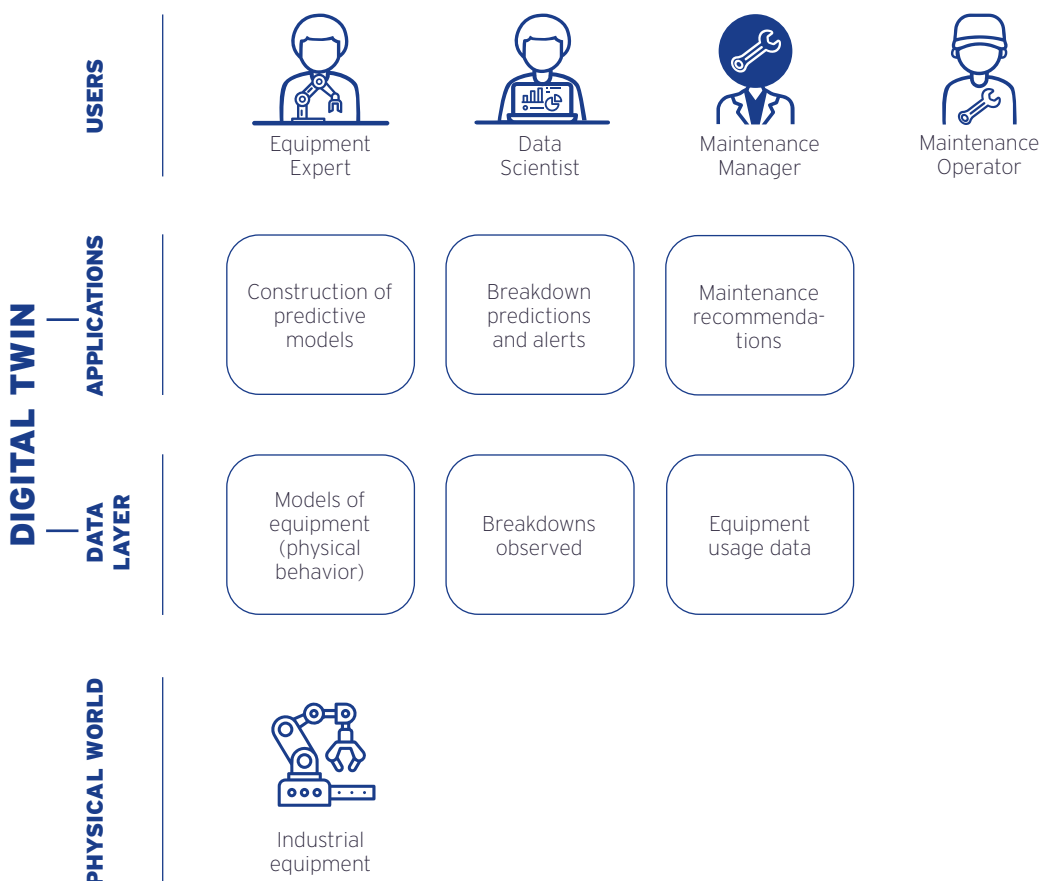 USERS
Equipment
Expert
Data
Scientist
Maintenance
Manager
Maintenance
Operator
DIGITAL TWIN
APPLICATIONS
Construction of
predictive
models
Breakdown
predictions
and alerts
Maintenance
recommenda-
tions
DATA
LAYER
Models of
equipment
(physical
behavior)
Breakdowns
observed
Equipment
usage data
PHYSICAL WORLD
Industrial
equipment